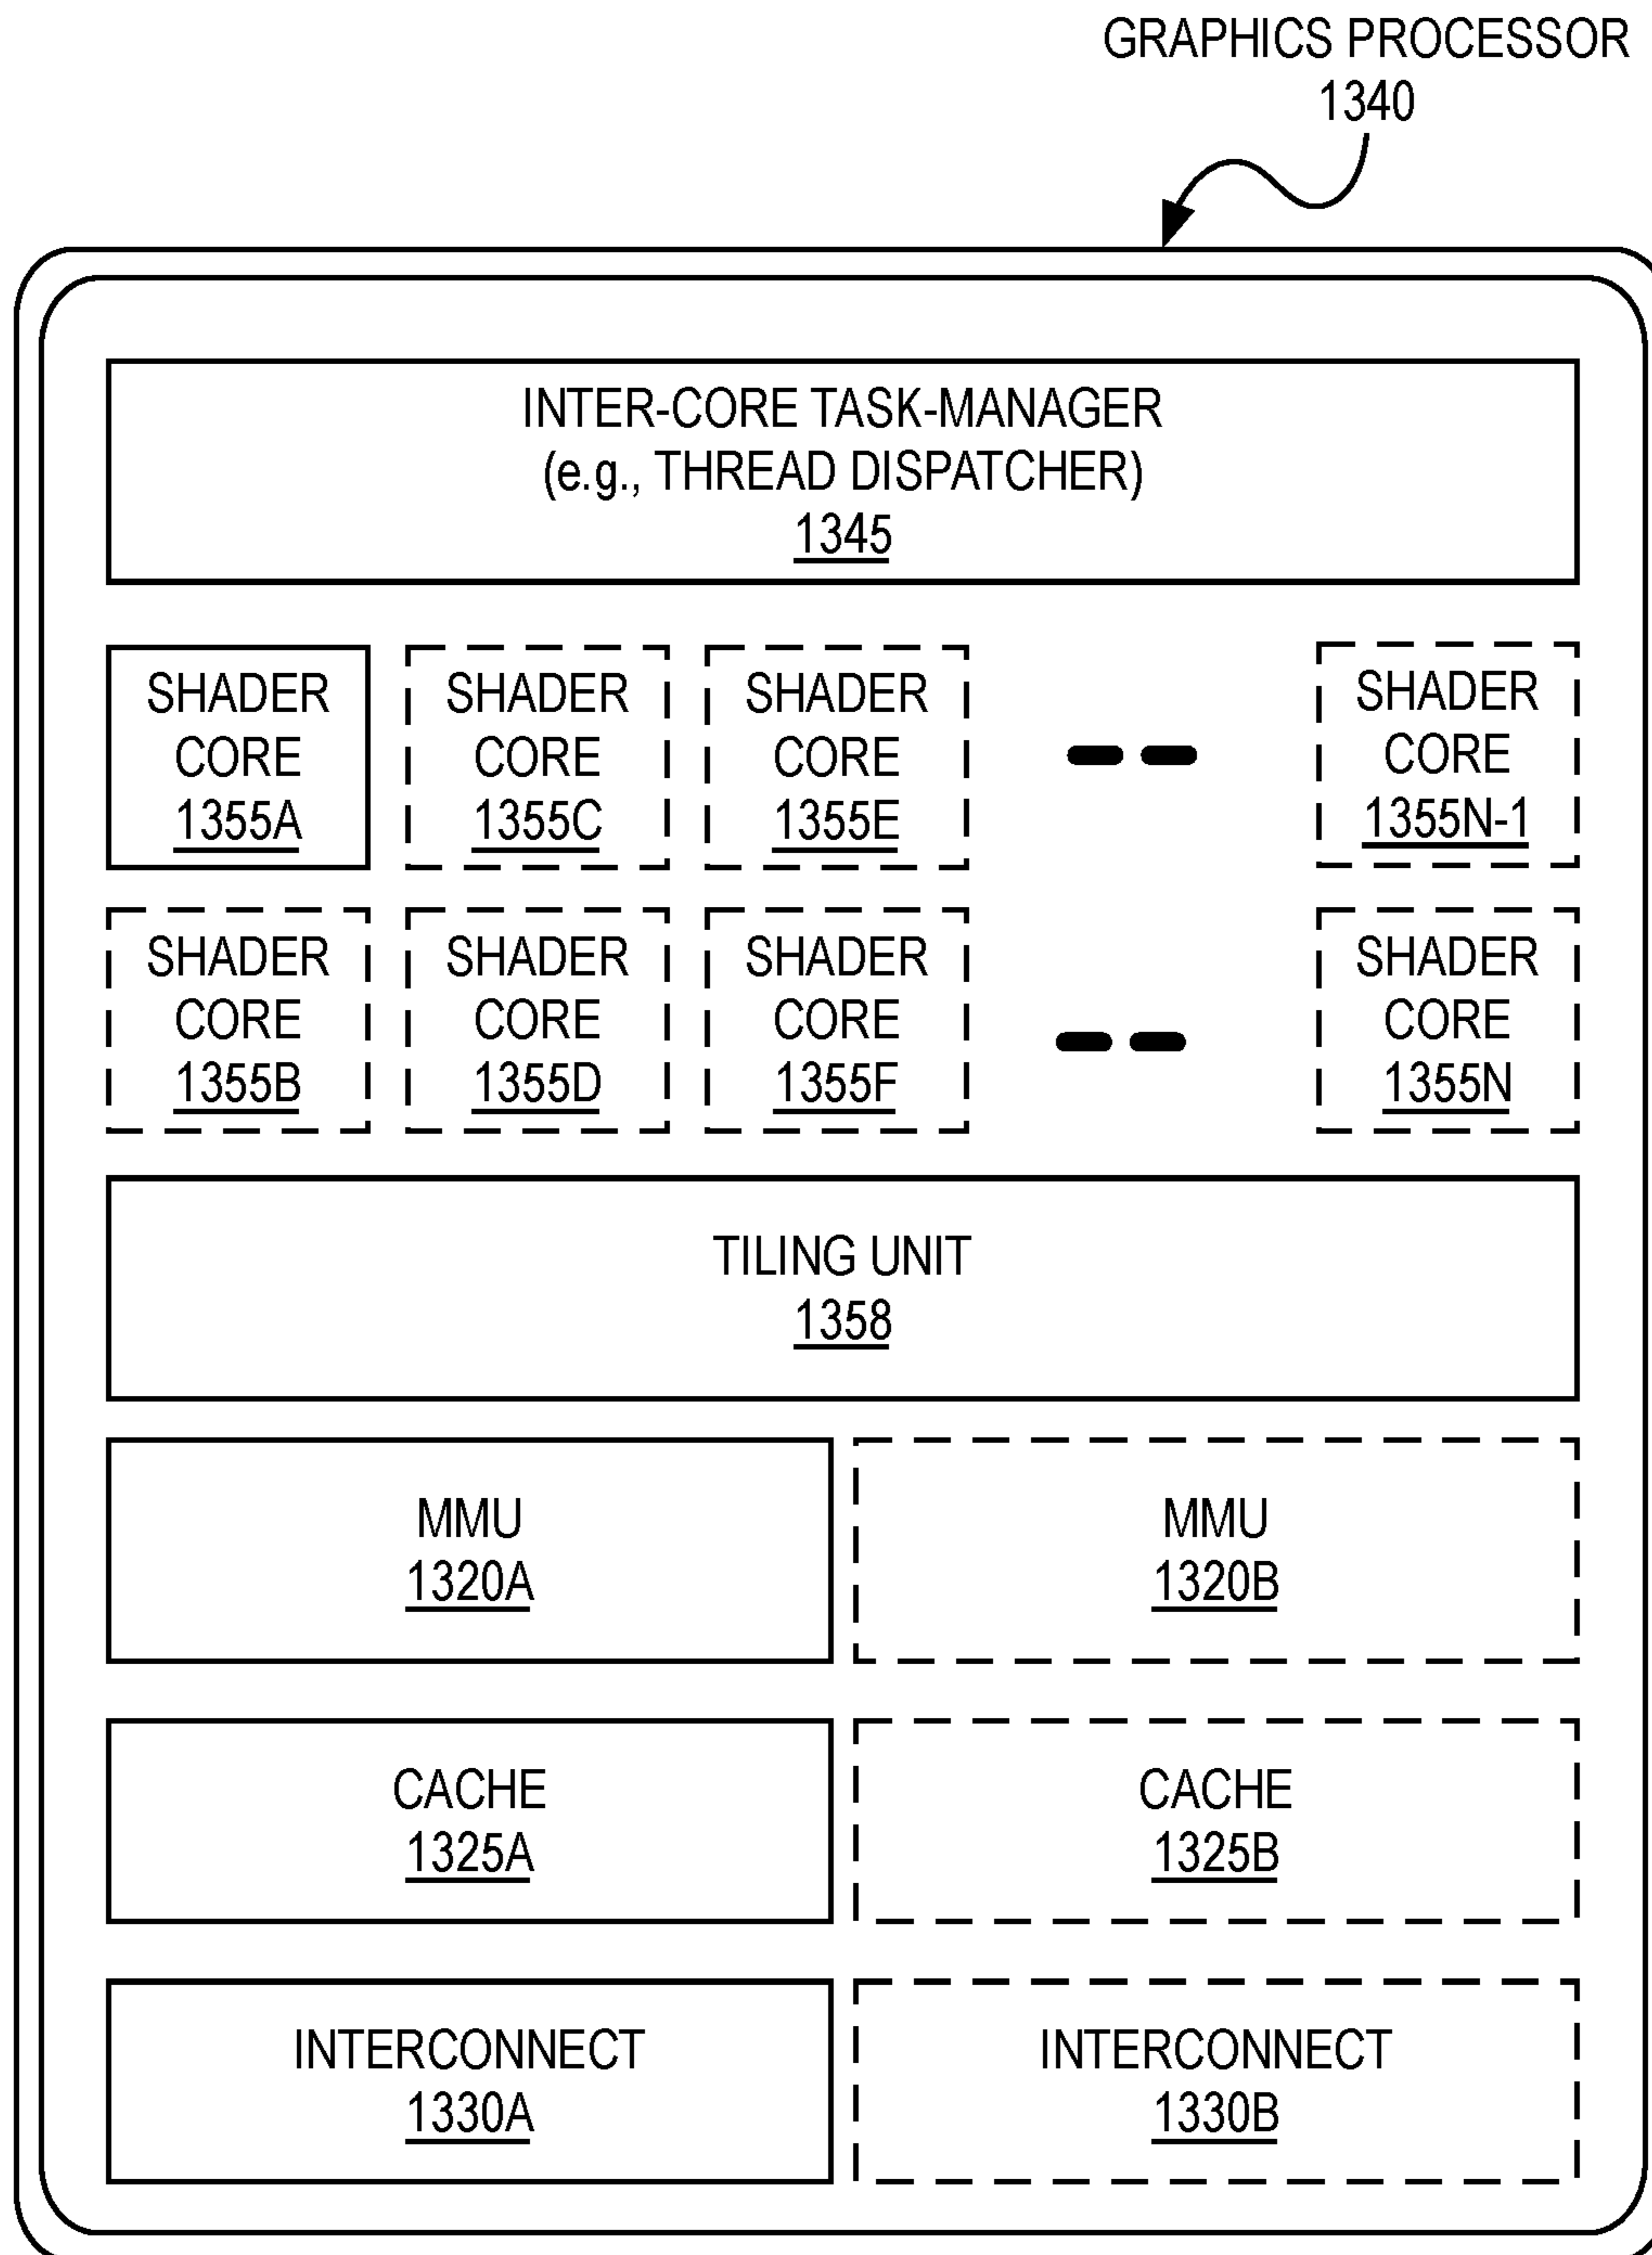 GRAPHICS PROCESSOR
1340
INTER-CORE TASK-MANAGER
(e.g., THREAD DISPATCHER)
1345
SHADER
CORE
1355A
SHADER
CORE
1355C
SHADER
CORE
1355E
SHADER
CORE
1355N-1
SHADER
CORE
1355B
SHADER
CORE
1355D
SHADER
CORE
1355F
SHADER
CORE
1355N
TILING UNIT
1358
MMU
1320A
MMU
1320B
CACHE
1325A
CACHE
1325B
INTERCONNECT
1330A
INTERCONNECT
1330B